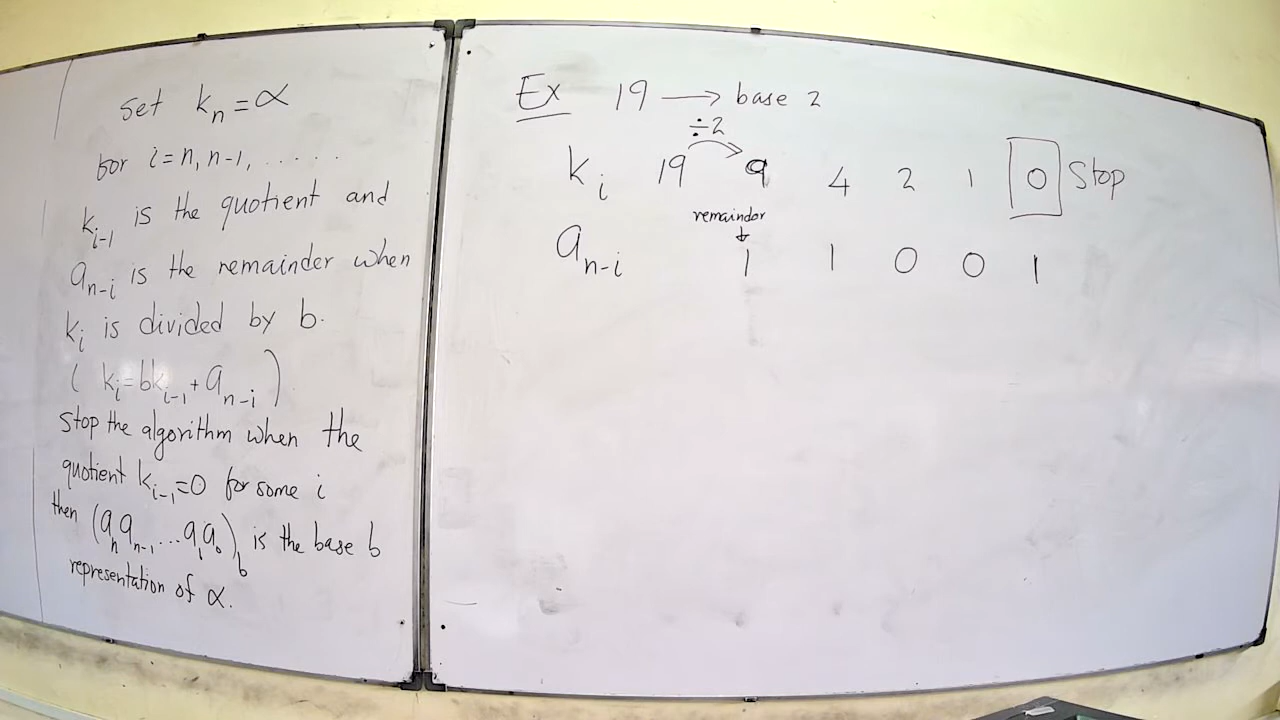 Set kₙ = α
for i = n, n-1, .....
k_{i-1} is the quotient and
a_{n-i} is the remainder when
k_i is divided by b.
( k_i = bk_{i-1} + a_{n-i} )
Stop the algorithm when the
quotient k_{i-1} = 0 for some i
then (a_n a_{n-1} ... a_1 a_0)_b is the base b
representation of α.
Ex 19 → base 2
÷2
k_i 19 9 4 2 1 0 Stop
remainder
a_{n-i} 1 1 0 0 1